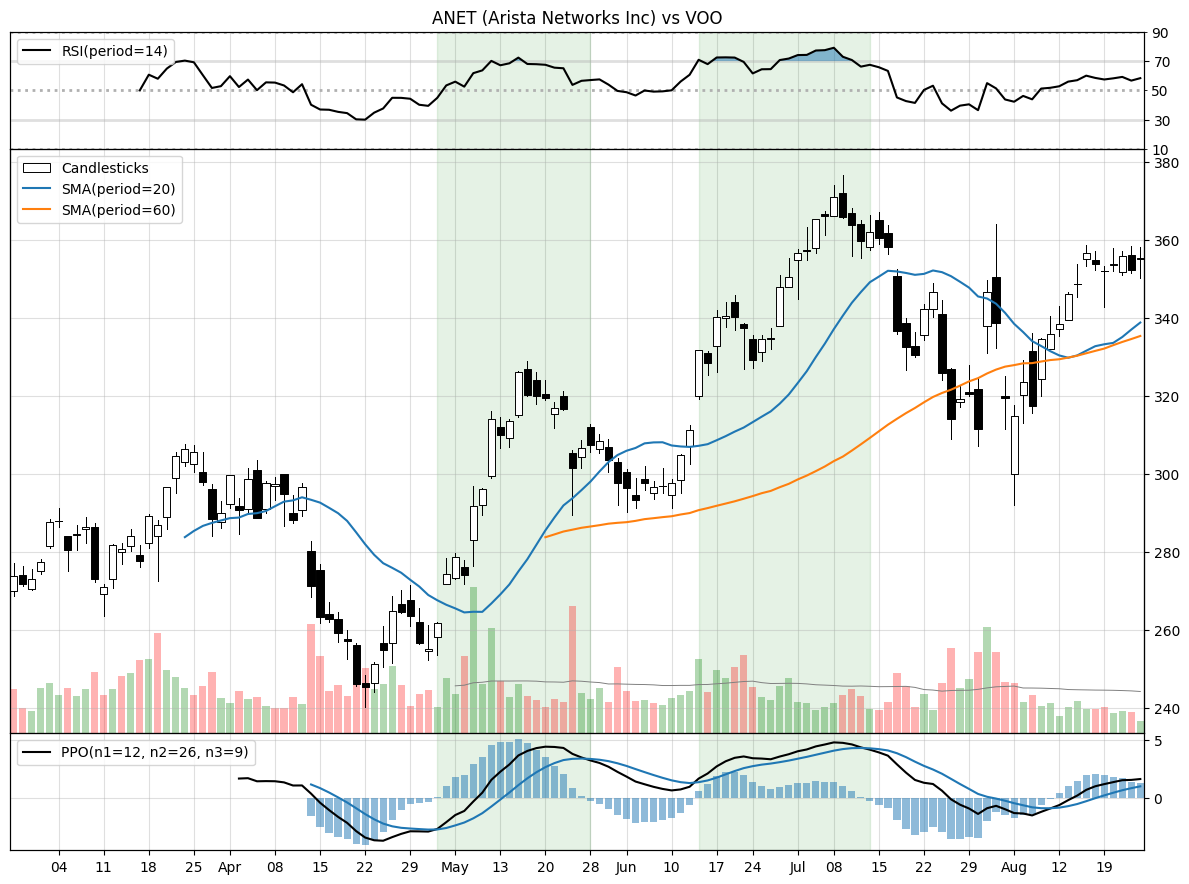 ANET (Arista Networks Inc) vs VOO
RSI(period=14)
90
70
50
30
10
Candlesticks
SMA(period=20)
SMA(period=60)
380
360
340
320
300
280
260
240
PPO(n1=12, n2=26, n3=9)
5
0
04 11 18 25 Apr 08 15 22 29 May 13 20 28 Jun 10 17 24 Jul 08 15 22 29 Aug 12 19